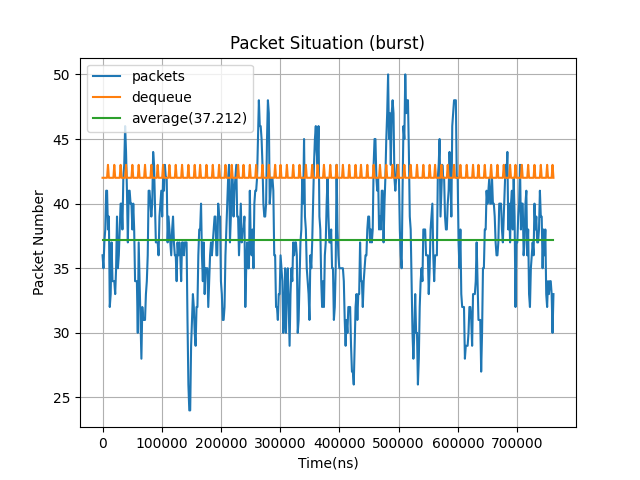 Packet Situation (burst)
packets
dequeue
average(37.212)
50
45
40
35
30
25
Packet Number
0 100000 200000 300000 400000 500000 600000 700000
Time(ns)